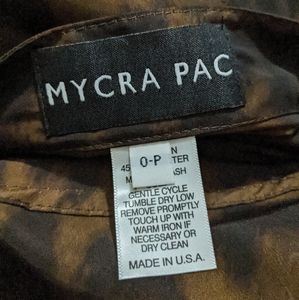 MYCRA PAC
O-P
45
GENTLE CYCLE
TUMBLE DRY LOW
REMOVE PROMPTLY
TOUCH UP WITH
WARM IRON IF
NECESSARY OR
DRY CLEAN
MADE IN U.S.A.